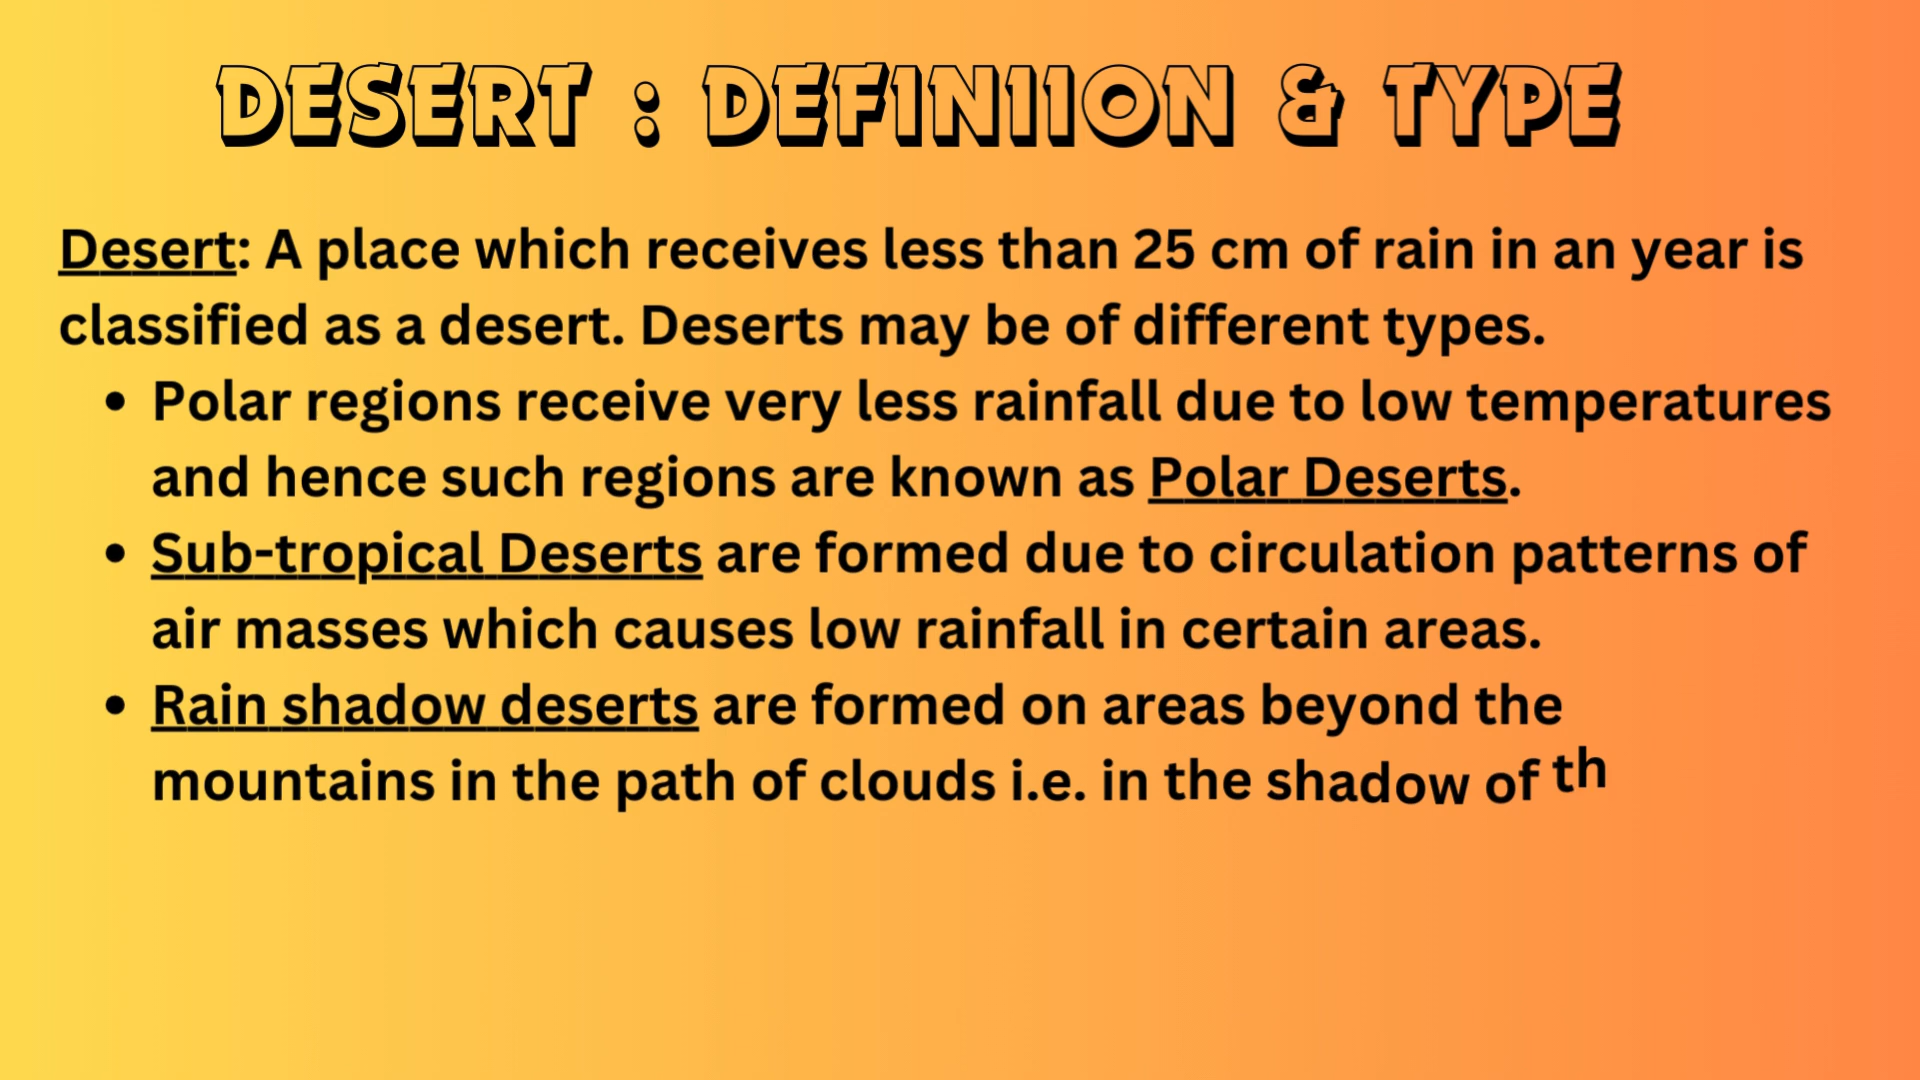 DESERT : DEFINIION & TYPE
Desert: A place which receives less than 25 cm of rain in an year is
classified as a desert. Deserts may be of different types.
• Polar regions receive very less rainfall due to low temperatures
and hence such regions are known as Polar Deserts.
• Sub-tropical Deserts are formed due to circulation patterns of
air masses which causes low rainfall in certain areas.
• Rain shadow deserts are formed on areas beyond the
mountains in the path of clouds i.e. in the shadow of th